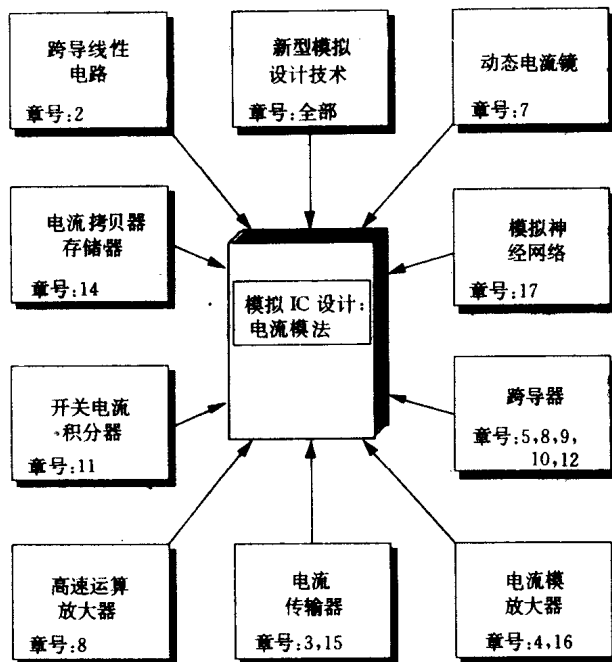 跨导线性
电路
章号:2
新型模拟
设计技术
章号:全部
动态电流镜
章号:7
电流拷贝器
存储器
章号:14
模拟 IC 设计:
电流模法
模拟神
经网络
章号:17
开关电流
积分器
章号:11
跨导器
章号:5,8,9,
10,12
高速运算
放大器
章号:8
电流
传输器
章号:3,15
电流模
放大器
章号:4,16